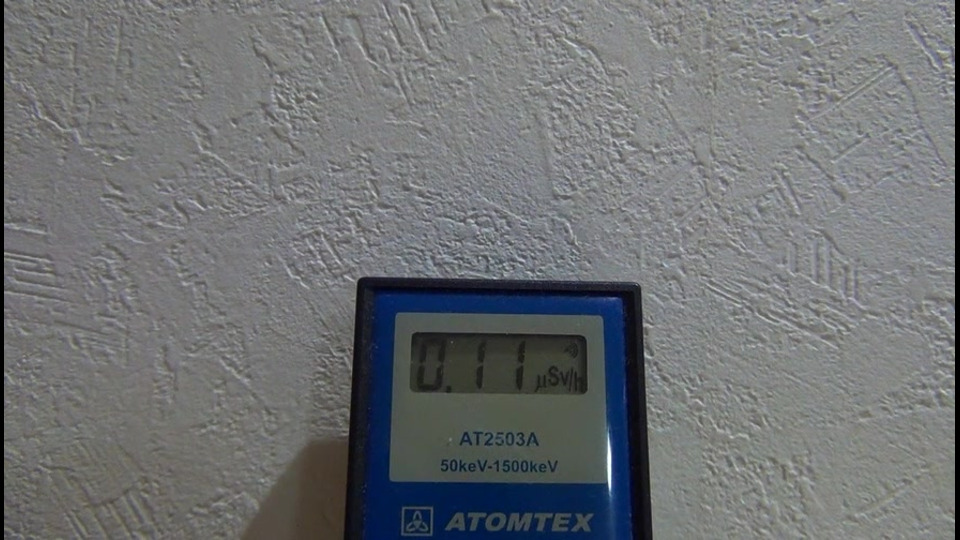 0.11 µSv/h
AT2503A
50keV-1500keV
ATOMTEX